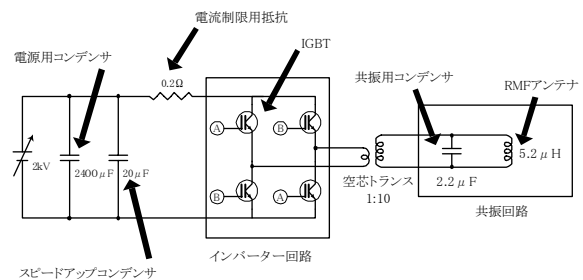 電流制限用抵抗
電源用コンデンサ
IGBT
0.2Ω
共振用コンデンサ
RMFアンテナ
A
B
2kV
2400μF
20μF
5.2μH
空芯トランス
1:10
2.2μF
B
A
共振回路
インバーター回路
スピードアップコンデンサ